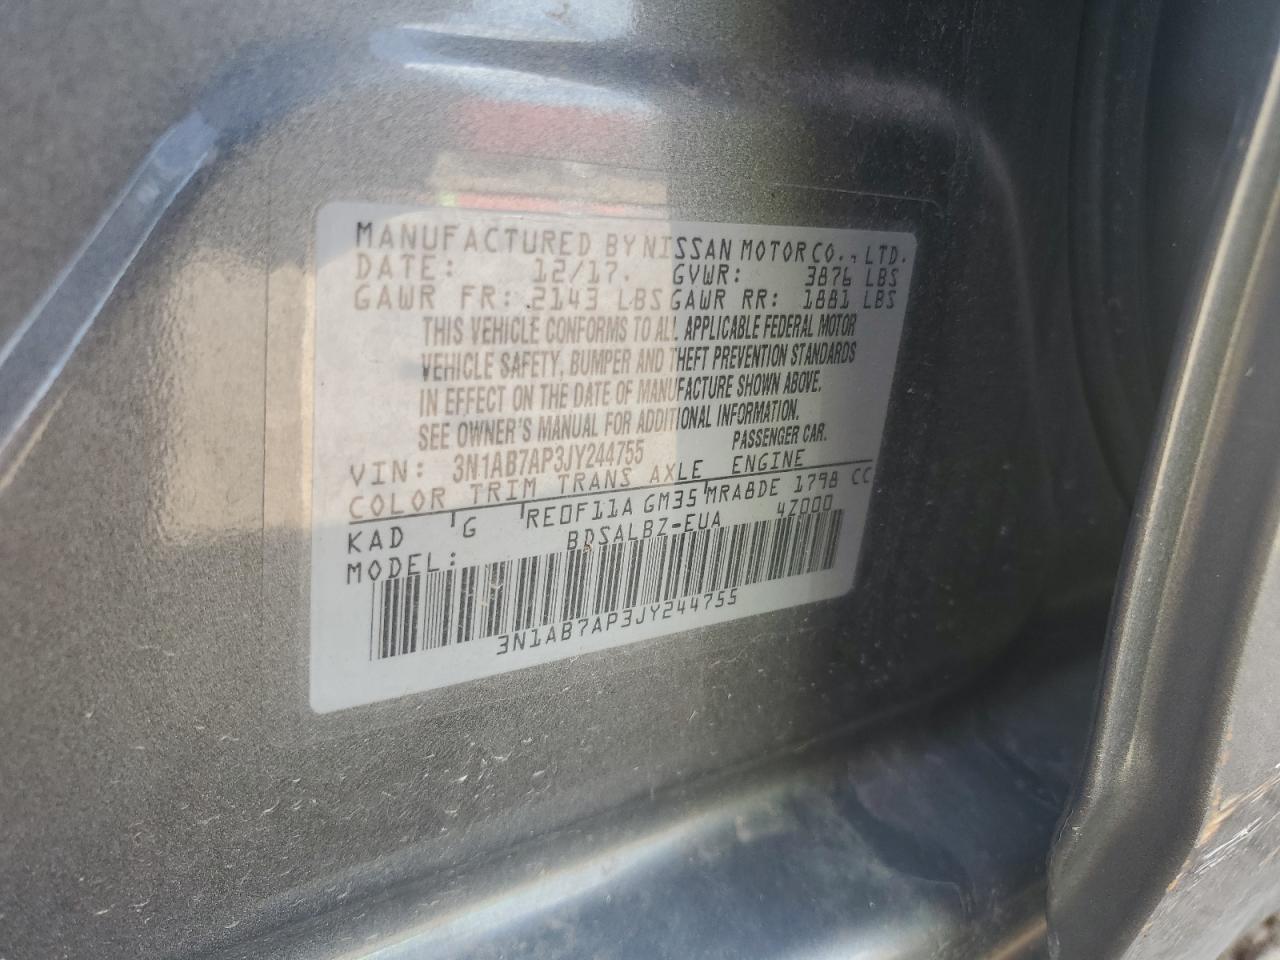 MANUFACTURED BY NISSAN MOTOR CO., LTD.
DATE: 12/17. GVWR: 3876 LBS
GAWR FR: 2143 LBS GAWR RR: 1881 LBS
THIS VEHICLE CONFORMS TO ALL APPLICABLE FEDERAL MOTOR
VEHICLE SAFETY, BUMPER AND THEFT PREVENTION STANDARDS
IN EFFECT ON THE DATE OF MANUFACTURE SHOWN ABOVE.
SEE OWNER'S MANUAL FOR ADDITIONAL INFORMATION.
VIN: 3N1AB7AP3JY244755 PASSENGER CAR.
COLOR TRIM TRANS AXLE ENGINE
KAD G RE0F11A GM35 MRA8DE 1798 CC
MODEL: BDSALBZ-EUA 4Z000
3N1AB7AP3JY244755